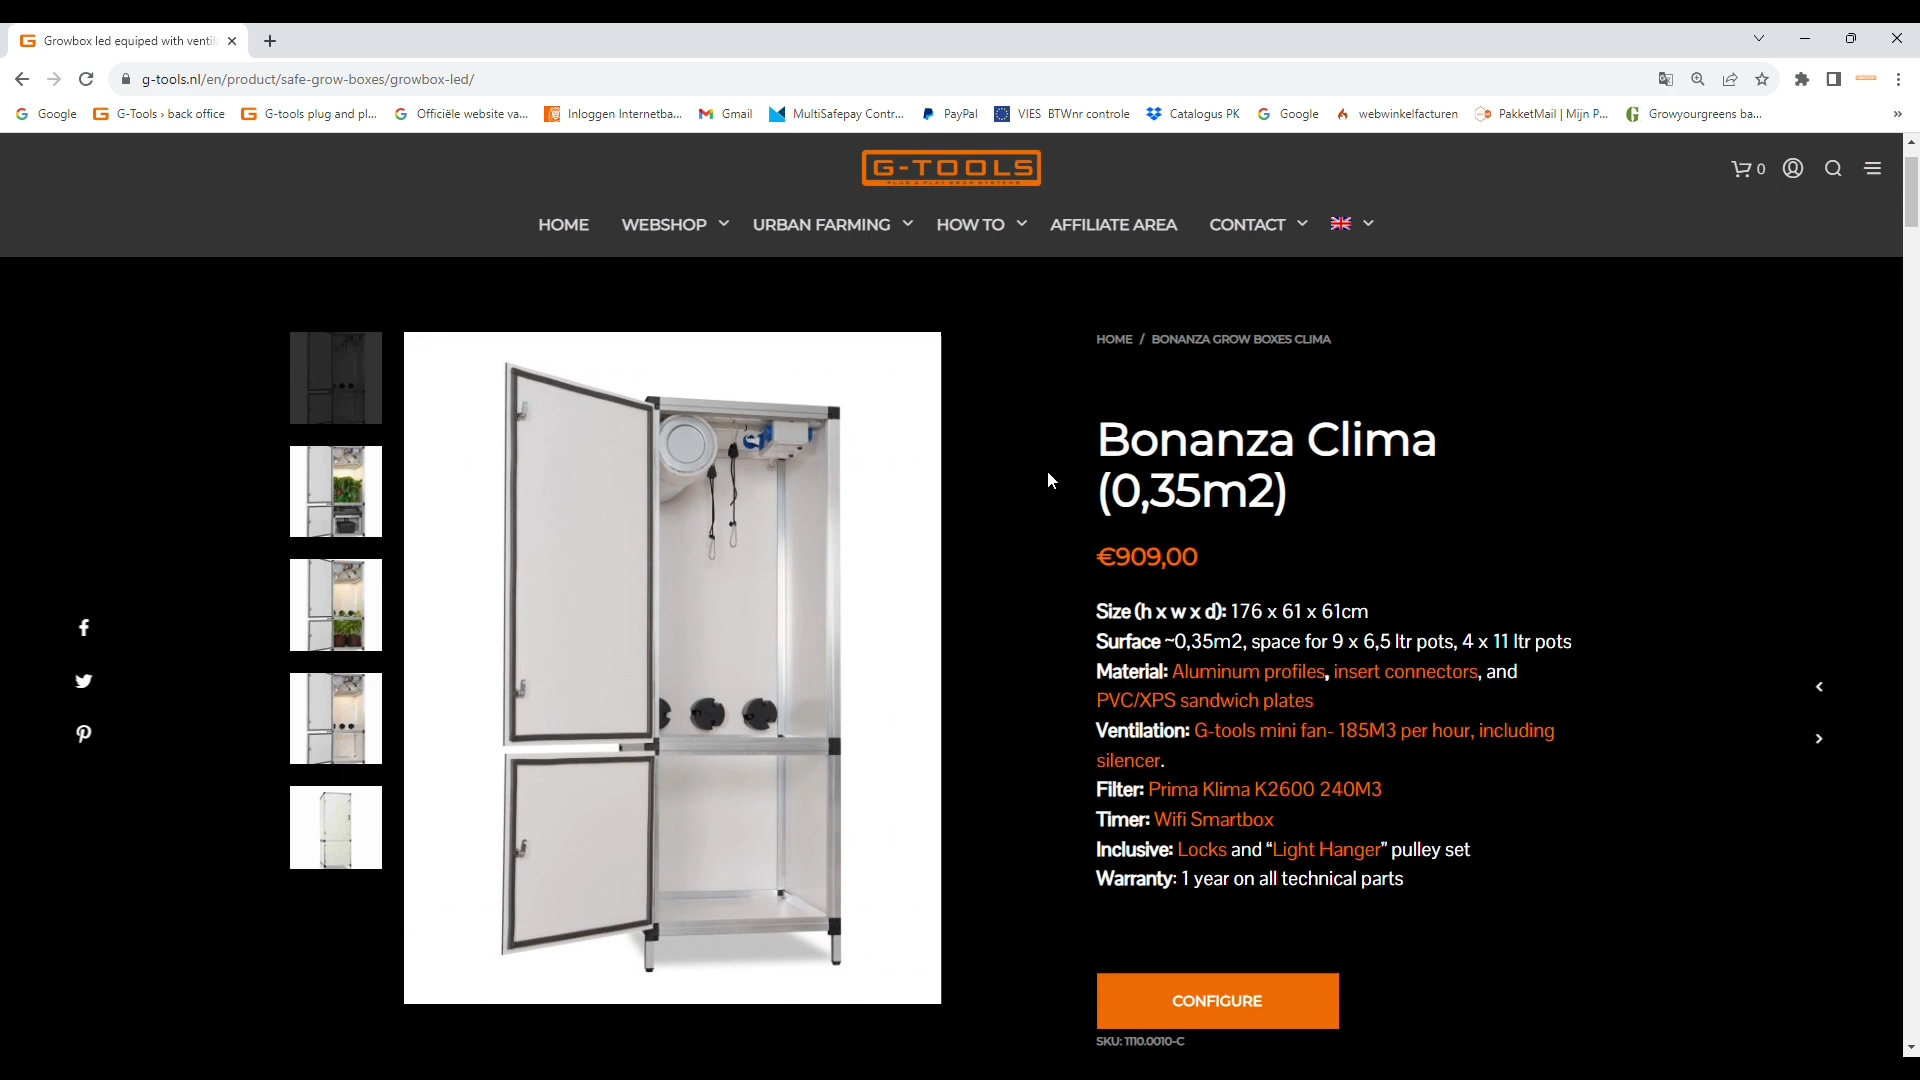 Growbox led equiped with ventil
g-tools.nl/en/product/safe-grow-boxes/growbox-led/
Google
G-Tools › back office
G-tools plug and pl...
Officiële website va...
Inloggen Internetba...
Gmail
MultiSafepay Contr...
PayPal
VIES BTWnr controle
Catalogus PK
Google
webwinkelfacturen
PakketMail | Mijn P...
Growyourgreens ba...
G-TOOLS
PLUG & PLAY GROW SYSTEMS
0
HOME
WEBSHOP
URBAN FARMING
HOW TO
AFFILIATE AREA
CONTACT
HOME / BONANZA GROW BOXES CLIMA
Bonanza Clima
(0,35m2)
€909,00
Size (h x w x d): 176 x 61 x 61cm
Surface ~0,35m2, space for 9 x 6,5 ltr pots, 4 x 11 ltr pots
Material: Aluminum profiles, insert connectors, and
PVC/XPS sandwich plates
Ventilation: G-tools mini fan- 185M3 per hour, including
silencer.
Filter: Prima Klima K2600 240M3
Timer: Wifi Smartbox
Inclusive: Locks and “Light Hanger” pulley set
Warranty: 1 year on all technical parts
CONFIGURE
SKU: 1110.0010-C